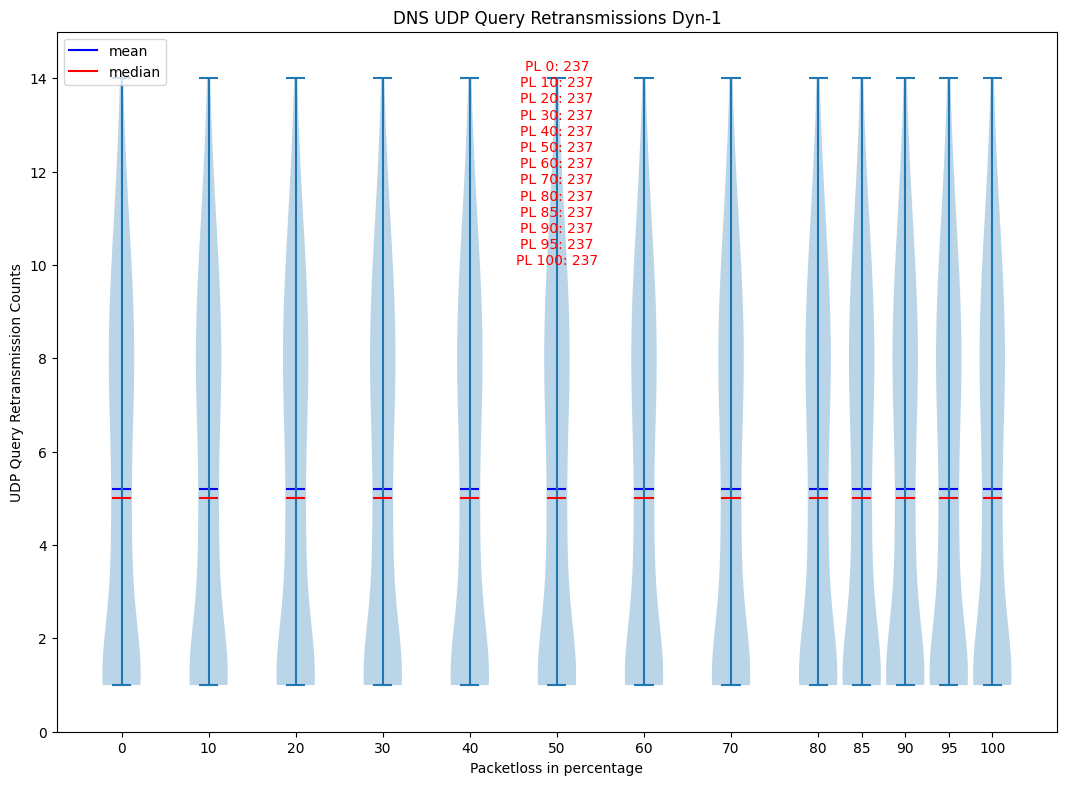 DNS UDP Query Retransmissions Dyn-1
mean
median
PL 0: 237
PL 10: 237
PL 20: 237
PL 30: 237
PL 40: 237
PL 50: 237
PL 60: 237
PL 70: 237
PL 80: 237
PL 85: 237
PL 90: 237
PL 95: 237
PL 100: 237
UDP Query Retransmission Counts
14
12
10
8
6
4
2
0
0 10 20 30 40 50 60 70 80 85 90 95 100
Packetloss in percentage